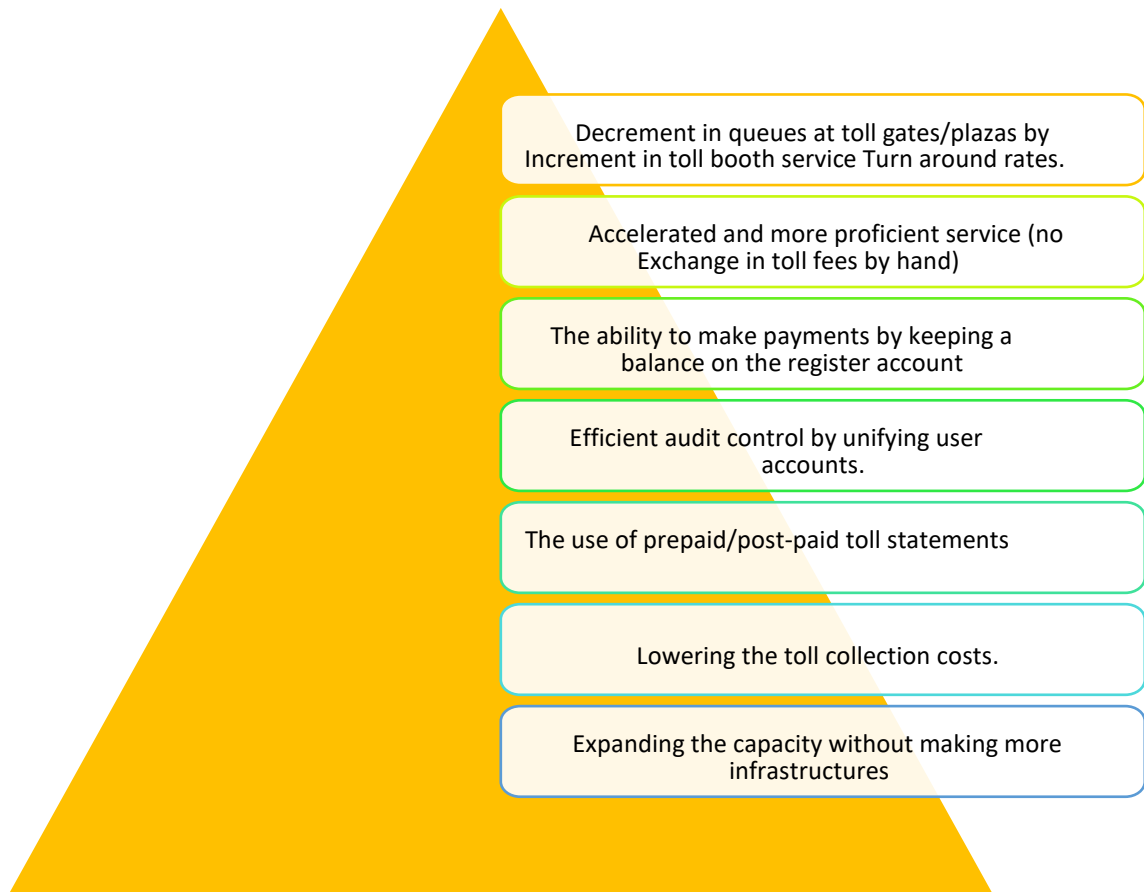 Decrement in queues at toll gates/plazas by
Increment in toll booth service Turn around rates.
Accelerated and more proficient service (no
Exchange in toll fees by hand)
The ability to make payments by keeping a
balance on the register account
Efficient audit control by unifying user
accounts.
The use of prepaid/post-paid toll statements
Lowering the toll collection costs.
Expanding the capacity without making more
infrastructures